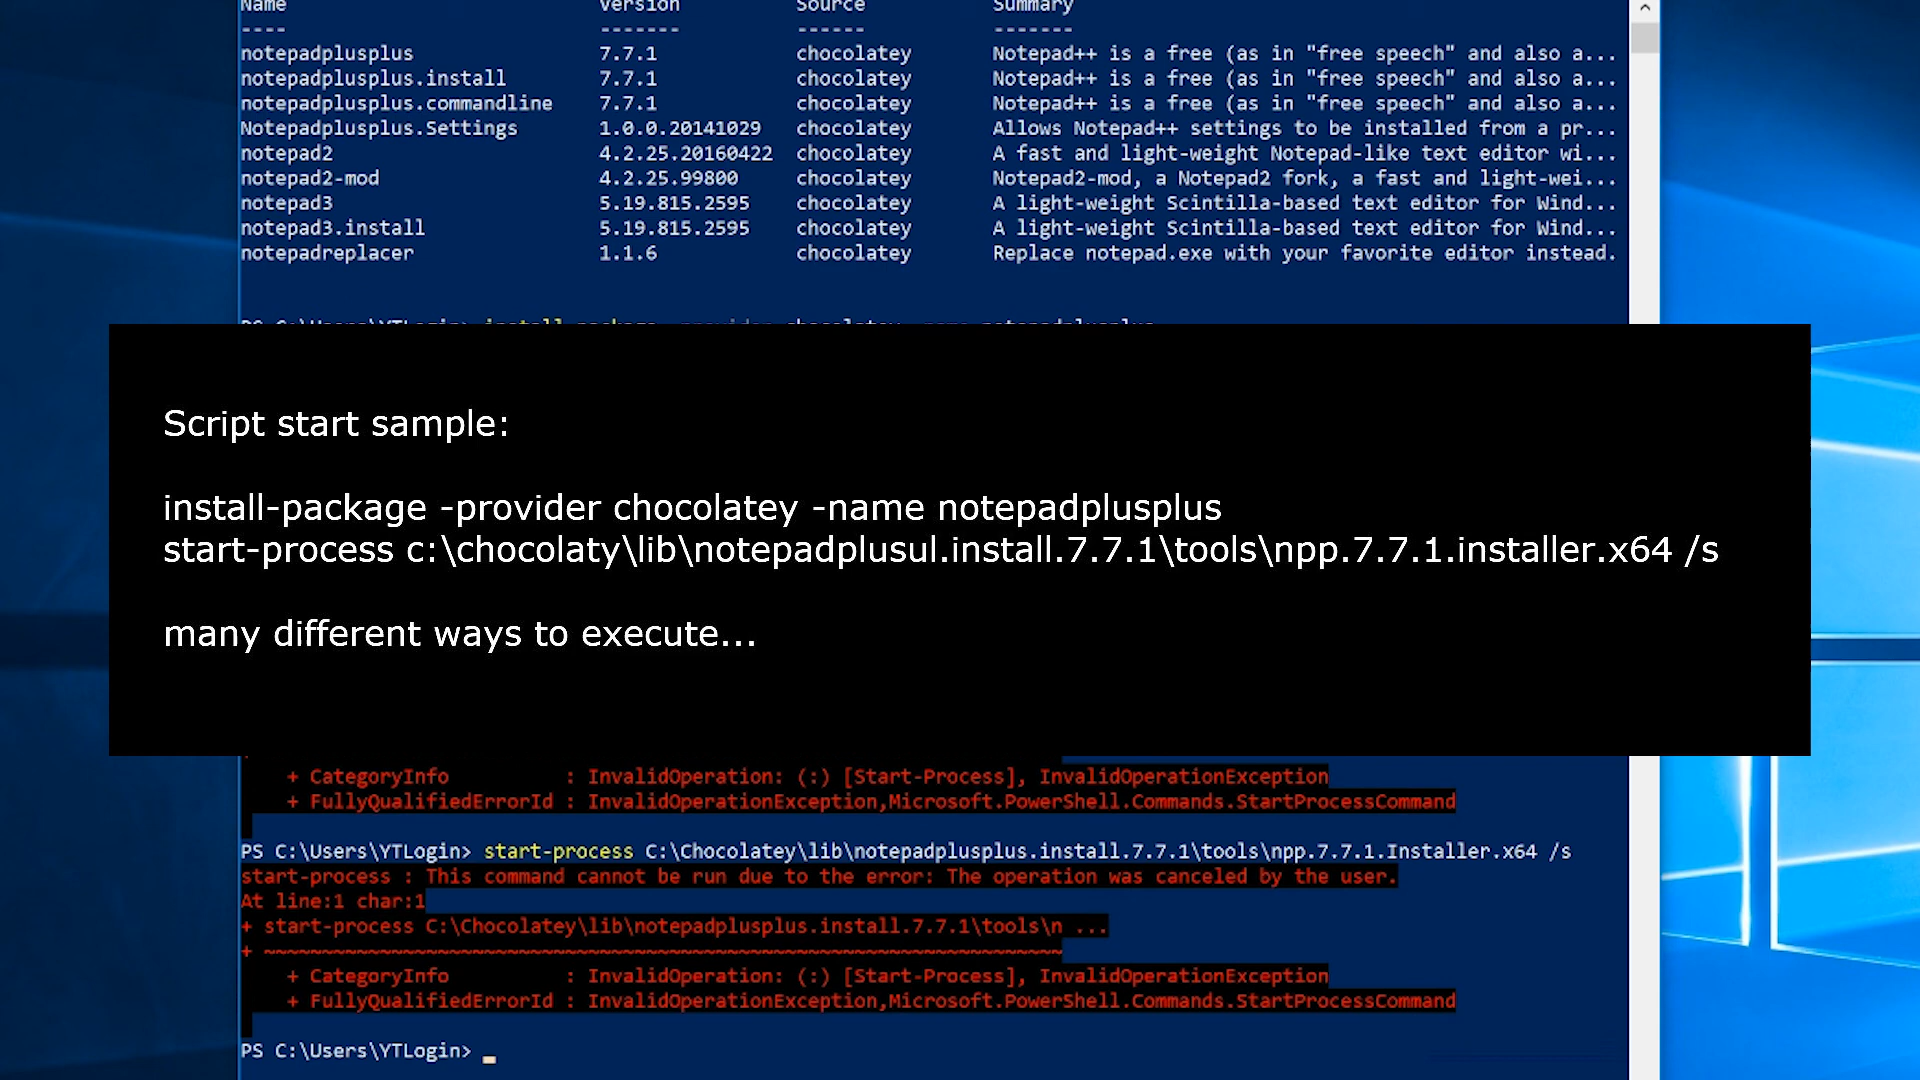 Name Version Source Summary
---- ------- ------ -------
notepadplusplus 7.7.1 chocolatey Notepad++ is a free (as in "free speech" and also a...
notepadplusplus.install 7.7.1 chocolatey Notepad++ is a free (as in "free speech" and also a...
notepadplusplus.commandline 7.7.1 chocolatey Notepad++ is a free (as in "free speech" and also a...
Notepadplusplus.Settings 1.0.0.20141029 chocolatey Allows Notepad++ settings to be installed from a pr...
notepad2 4.2.25.20160422 chocolatey A fast and light-weight Notepad-like text editor wi...
notepad2-mod 4.2.25.99800 chocolatey Notepad2-mod, a Notepad2 fork, a fast and light-wei...
notepad3 5.19.815.2595 chocolatey A light-weight Scintilla-based text editor for Wind...
notepad3.install 5.19.815.2595 chocolatey A light-weight Scintilla-based text editor for Wind...
notepadreplacer 1.1.6 chocolatey Replace notepad.exe with your favorite editor instead.
PS C:\Users\YTLogin> install-package -provider chocolatey -name notepadplusplus
Script start sample:
install-package -provider chocolatey -name notepadplusplus
start-process c:\chocolaty\lib\notepadplusul.install.7.7.1\tools\npp.7.7.1.installer.x64 /s
many different ways to execute...
+ CategoryInfo : InvalidOperation: (:) [Start-Process], InvalidOperationException
+ FullyQualifiedErrorId : InvalidOperationException,Microsoft.PowerShell.Commands.StartProcessCommand
PS C:\Users\YTLogin> start-process C:\Chocolatey\lib\notepadplusplus.install.7.7.1\tools\npp.7.7.1.Installer.x64 /s
start-process : This command cannot be run due to the error: The operation was canceled by the user.
At line:1 char:1
+ start-process C:\Chocolatey\lib\notepadplusplus.install.7.7.1\tools\n ...
+ ~~~~~~~~~~~~~~~~~~~~~~~~~~~~~~~~~~~~~~~~~~~~~~~~~~~~~~~~~~~~~~~~~~~~~
+ CategoryInfo : InvalidOperation: (:) [Start-Process], InvalidOperationException
+ FullyQualifiedErrorId : InvalidOperationException,Microsoft.PowerShell.Commands.StartProcessCommand
PS C:\Users\YTLogin>